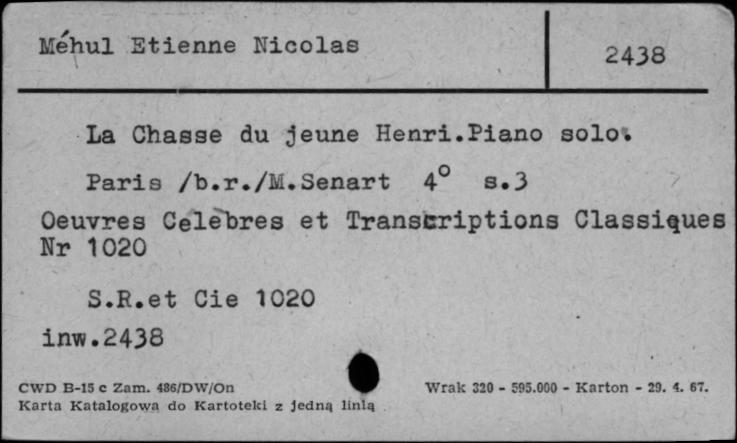 Méhul Etienne Nicolas
2438
La Chasse du jeune Henri.Piano solo.
Paris /b.r./M.Senart 4° s.3
Oeuvres Celèbres et Transcriptions Classiques
Nr 1020
S.R.et Cie 1020
inw.2438
CWD B-15 c Zam. 486/DW/On
Wrak 320 - 595.000 - Karton - 29. 4. 67.
Karta Katalogowa do Kartoteki z jedną linią